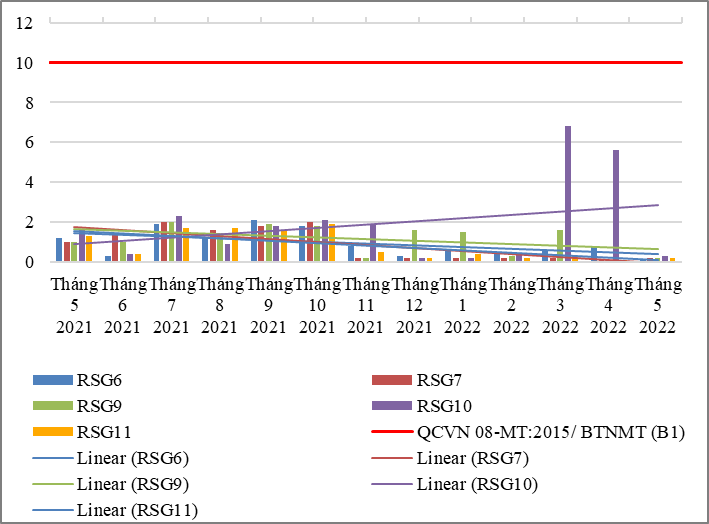 12
10
8
6
4
2
0
Tháng Tháng Tháng Tháng Tháng Tháng Tháng Tháng Tháng Tháng Tháng Tháng Tháng
5 6 7 8 9 10 11 12 1 2 3 4 5
2021 2021 2021 2021 2021 2021 2021 2021 2022 2022 2022 2022 2022
RSG6 RSG7
RSG9 RSG10
RSG11 QCVN 08-MT:2015/ BTNMT (B1)
Linear (RSG6) Linear (RSG7)
Linear (RSG9) Linear (RSG10)
Linear (RSG11)